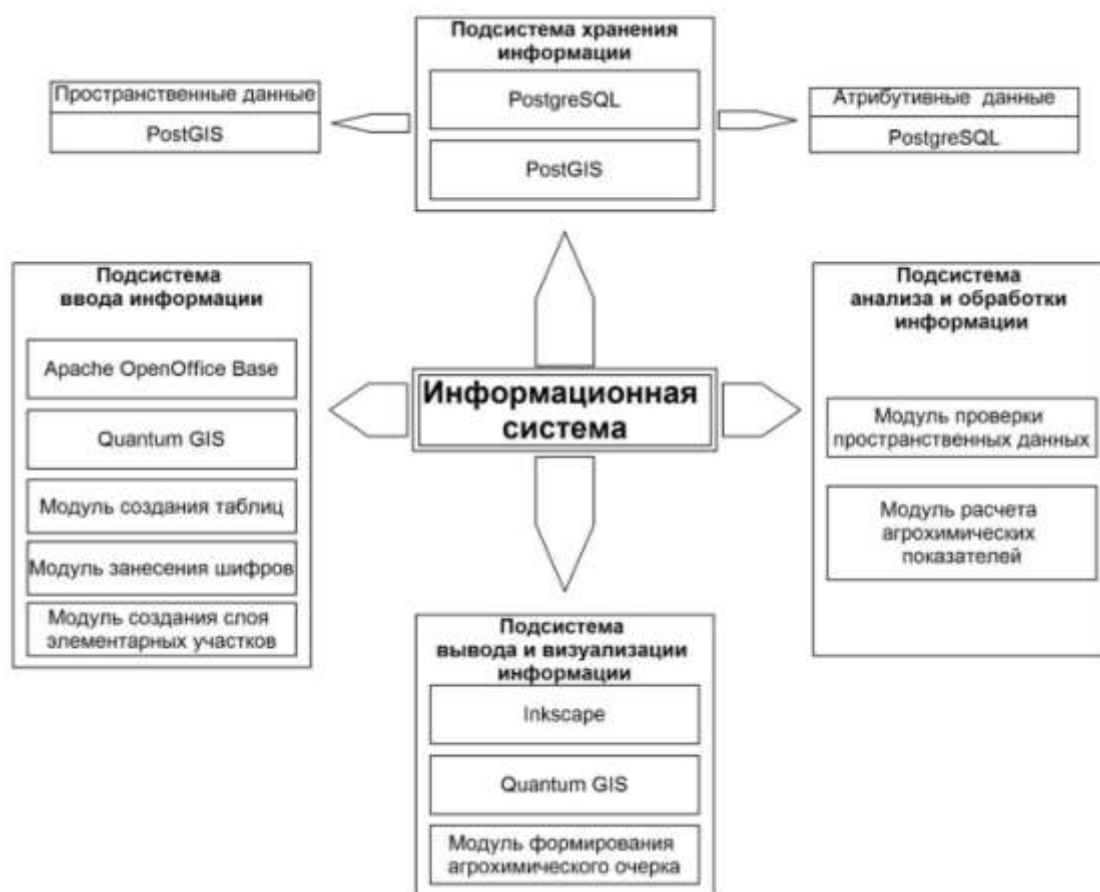 Подсистема хранения
информации
PostgreSQL
PostGIS
Пространственные данные
PostGIS
Атрибутивные данные
PostgreSQL
Подсистема
ввода информации
Apache OpenOffice Base
Quantum GIS
Модуль создания таблиц
Модуль занесения шифров
Модуль создания слоя
элементарных участков
Информационная
система
Подсистема
анализа и обработки
информации
Модуль проверки
пространственных данных
Модуль расчета
агрохимических
показателей
Подсистема
вывода и визуализации
информации
Inkscape
Quantum GIS
Модуль формирования
агрохимического очерка